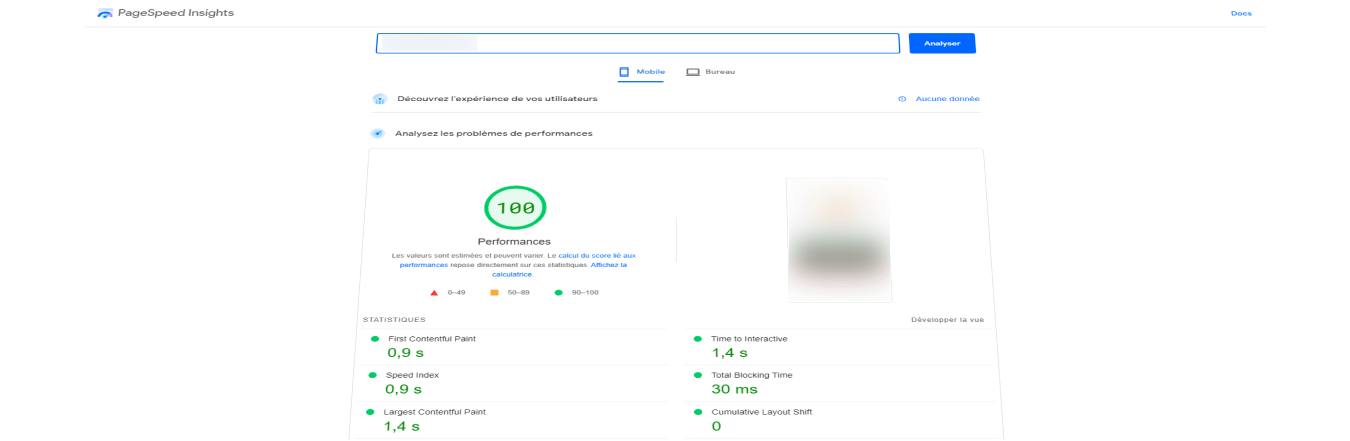 PageSpeed Insights
Docs
Analyser
Mobile
Bureau
Découvrez l'expérience de vos utilisateurs
Aucune donnée
Analysez les problèmes de performances
100
Performances
Les valeurs sont estimées et peuvent varier. Le calcul du score lié aux
performances repose directement sur ces statistiques. Affichez la
calculatrice.
0–49
50–89
90–100
STATISTIQUES
Développer la vue
First Contentful Paint
0,9 s
Time to Interactive
1,4 s
Speed Index
0,9 s
Total Blocking Time
30 ms
Largest Contentful Paint
1,4 s
Cumulative Layout Shift
0